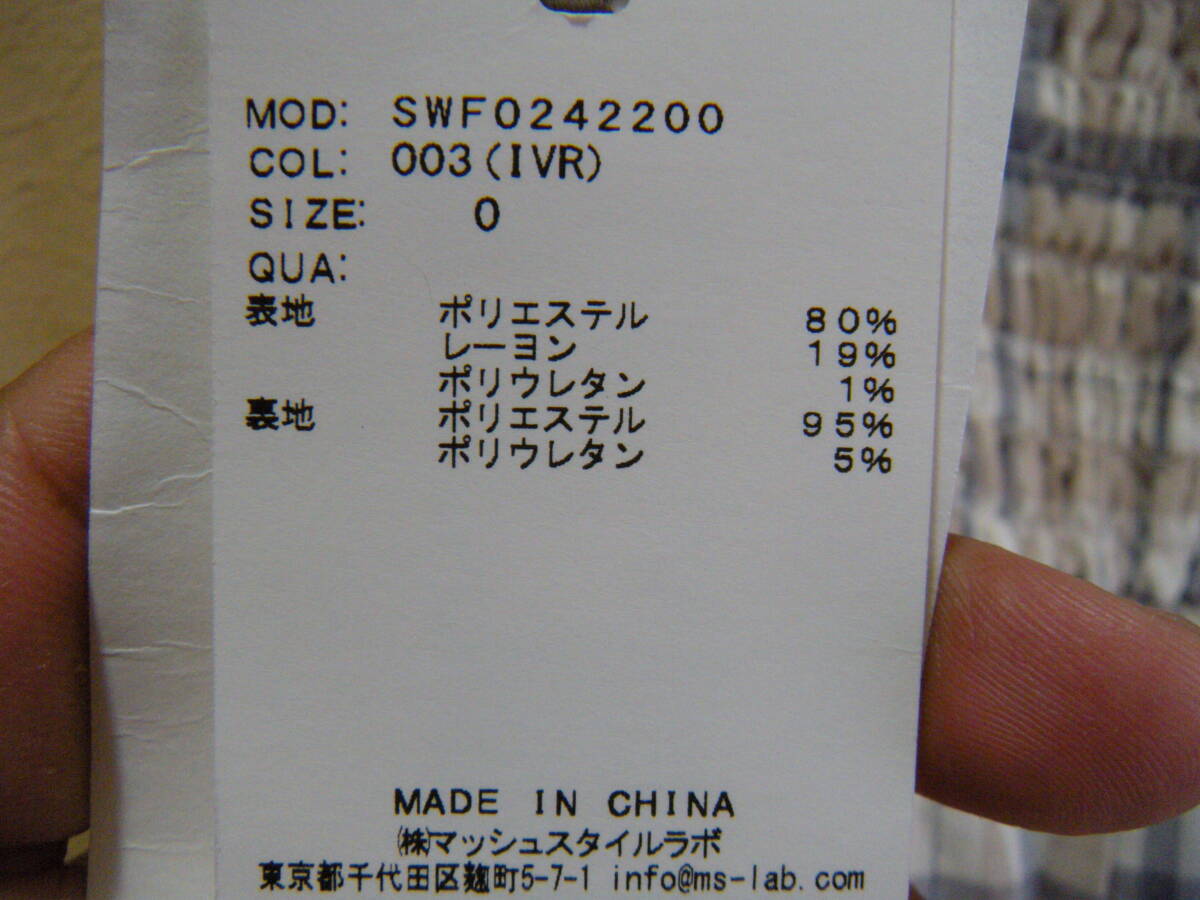 MOD: SWF0242200
COL: 003(IVR)
SIZE: 0
QUA:
表地 ポリエステル 80%
レーヨン 19%
ポリウレタン 1%
裏地 ポリエステル 95%
ポリウレタン 5%
MADE IN CHINA
㈱マッシュスタイルラボ
東京都千代田区麹町5-7-1 info@ms-lab.com